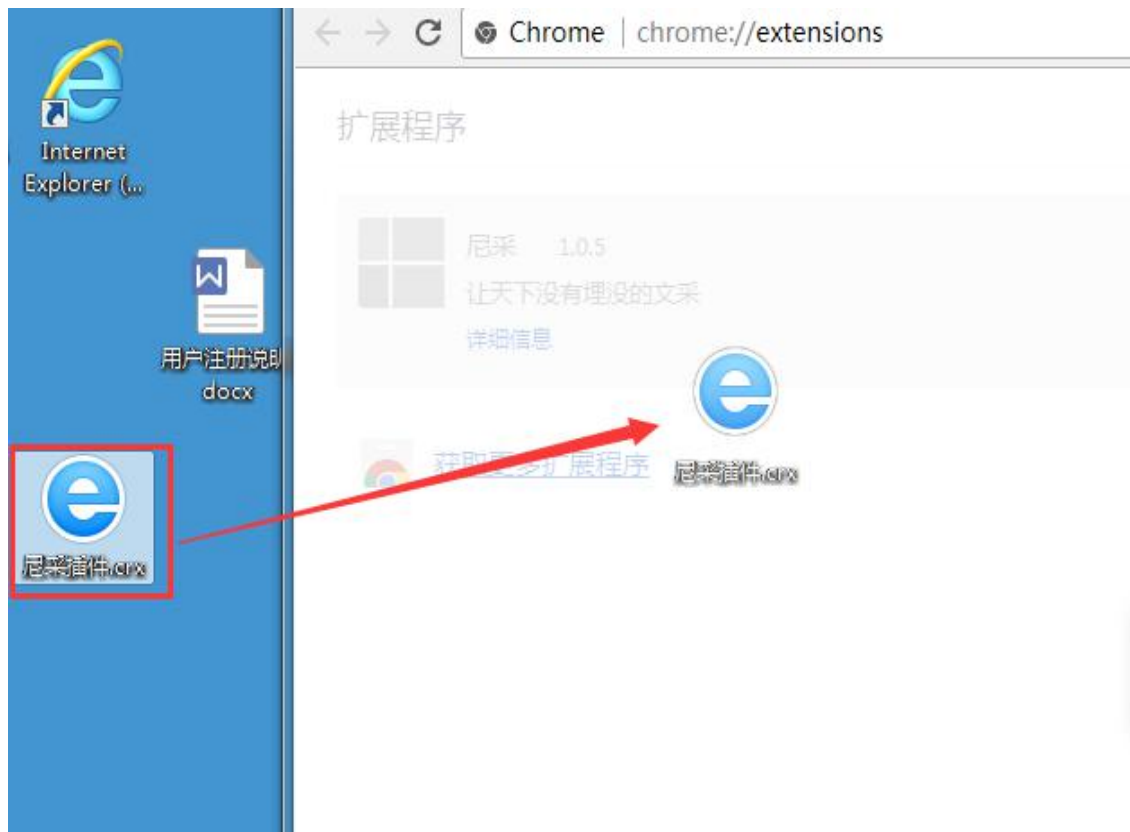 Internet
Explorer (...
用户注册说明
docx
尼采插件.crx
Chrome | chrome://extensions
扩展程序
尼采 1.0.5
让天下没有埋没的文采
详细信息
获取更多扩展程序
尼采插件.crx